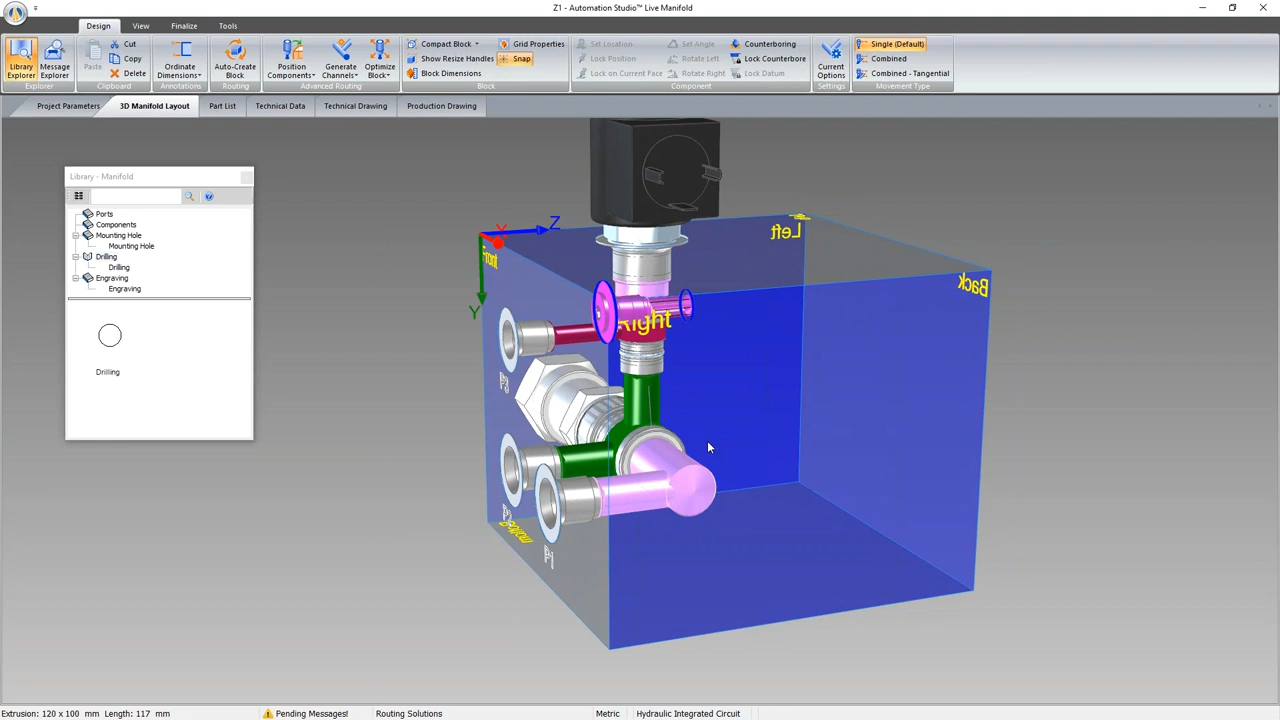 Z1 - Automation Studio™ Live Manifold
Design View Finalize Tools
Library Explorer
Message Explorer
Explorer
Paste
Cut
Copy
Delete
Clipboard
Ordinate Dimensions
Annotations
Auto-Create Block
Routing
Position Components
Generate Channels
Optimize Block
Advanced Routing
Compact Block
Show Resize Handles
Block Dimensions
Grid Properties
Snap
Block
Set Location
Lock Position
Lock on Current Face
Set Angle
Rotate Left
Rotate Right
Counterboring
Lock Counterbore
Lock Datum
Component
Current Options
Settings
Single (Default)
Combined
Combined - Tangential
Movement Type
Project Parameters 3D Manifold Layout Part List Technical Data Technical Drawing Production Drawing
Library - Manifold
Ports
Components
Mounting Hole
Mounting Hole
Drilling
Drilling
Engraving
Engraving
Drilling
X
Z
Y
Left
Back
Right
Bottom
P1
Extrusion: 120 x 100 mm Length: 117 mm Pending Messages! Routing Solutions Metric Hydraulic Integrated Circuit